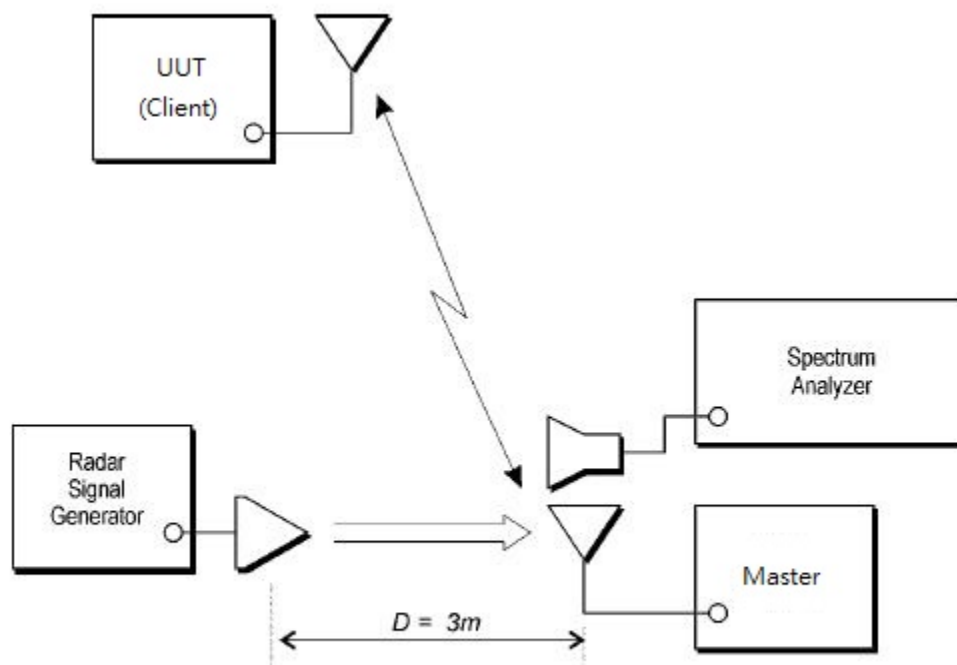 UUT
(Client)
Spectrum
Analyzer
Radar
Signal
Generator
Master
D = 3m